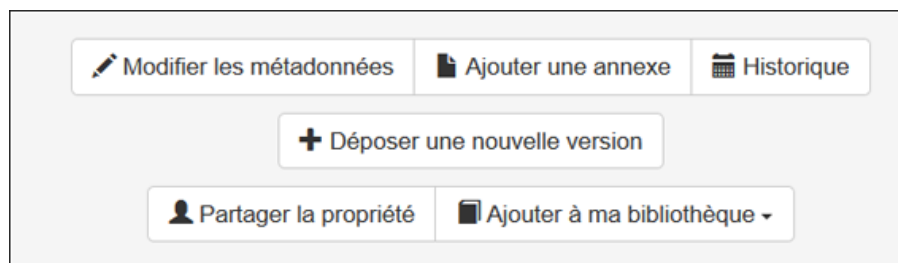 Modifier les métadonnées Ajouter une annexe Historique
Déposer une nouvelle version
Partager la propriété Ajouter à ma bibliothèque